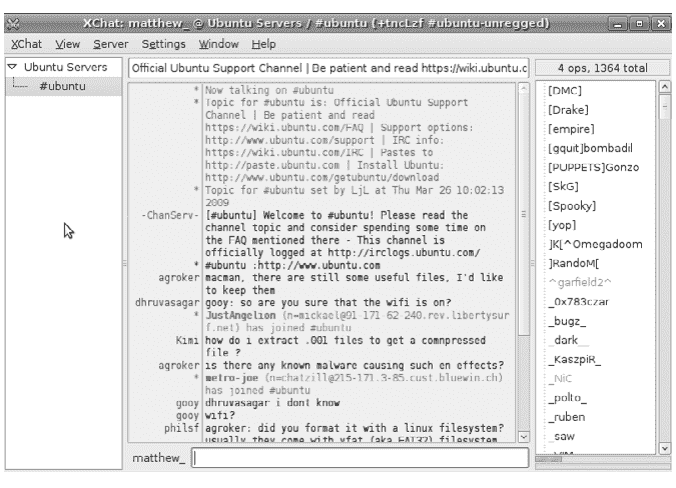 XChat: matthew_ @ Ubuntu Servers / #ubuntu (+tncLzf #ubuntu-unregged)
XChat View Server Settings Window Help
Ubuntu Servers
#ubuntu
Official Ubuntu Support Channel | Be patient and read https://wiki.ubuntu.c
4 ops, 1364 total
* Now talking on #ubuntu
* Topic for #ubuntu is: Official Ubuntu Support
Channel | Be patient and read
https://wiki.ubuntu.com/FAQ | Support options:
http://www.ubuntu.com/support | IRC info:
https://wiki.ubuntu.com/IRC | Pastes to
http://paste.ubuntu.com | Install Ubuntu:
http://www.ubuntu.com/getubuntu/download
* Topic for #ubuntu set by LjL at Thu Mar 26 10:02:13
2009
-ChanServ- [#ubuntu] Welcome to #ubuntu! Please read the
channel topic and consider spending some time on
the FAQ mentioned there - This channel is
officially logged at http://irclogs.ubuntu.com/
* #ubuntu :http://www.ubuntu.com
agroker macman, there are still some useful files, I'd like
to keep them
dhruvasagar gooy: so are you sure that the wifi is on?
* JustAngelion (n=mickael@91-171-62-240.rev.libertysur
f.net) has joined #ubuntu
Kimi how do i extract .001 files to get a comnpressed
file ?
agroker is there any known malware causing such en effects?
* metro-joe (n=chatzill@215-171.3-85.cust.bluewin.ch)
has joined #ubuntu
gooy dhruvasagar i dont know
gooy wifi?
philsf agroker: did you format it with a linux filesystem?
usually they come with vfat (aka FAT32) filesystem
matthew_
[DMC]
[Drake]
[empire]
[gquit]bombadil
[PUPPETS]Gonzo
[SkG]
[Spooky]
[yop]
]K[^Omegadoom
]RandoM[
^garfield2^
_0x783czar
_bugz_
_dark__
_KaszpiR_
_NiC
_polto_
_ruben
_saw